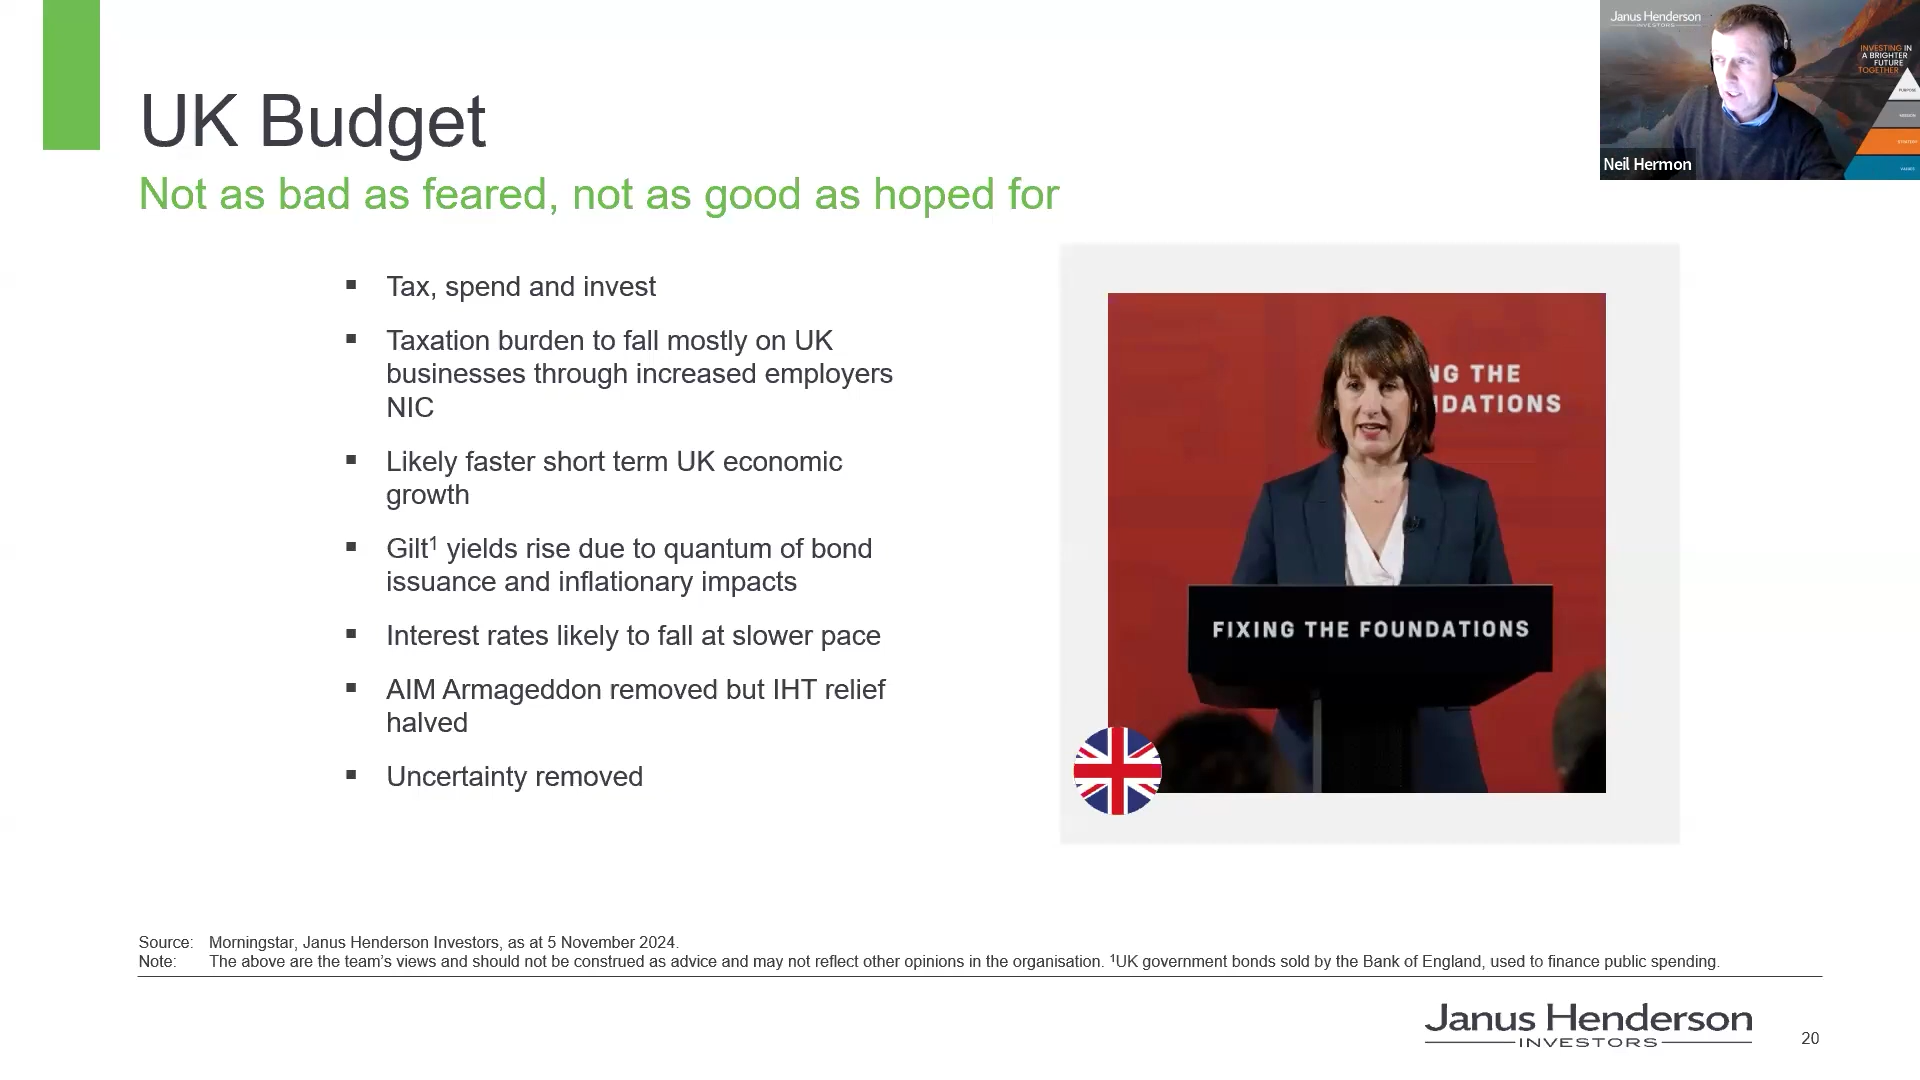 Janus Henderson
INVESTORS
INVESTING IN
A BRIGHTER
FUTURE
TOGETHER
PURPOSE
MISSION
STRATEGY
VALUES
Neil Hermon
UK Budget
Not as bad as feared, not as good as hoped for
▪ Tax, spend and invest
▪ Taxation burden to fall mostly on UK
businesses through increased employers
NIC
▪ Likely faster short term UK economic
growth
▪ Gilt¹ yields rise due to quantum of bond
issuance and inflationary impacts
▪ Interest rates likely to fall at slower pace
▪ AIM Armageddon removed but IHT relief
halved
▪ Uncertainty removed
NG THE
NDATIONS
FIXING THE FOUNDATIONS
Source: Morningstar, Janus Henderson Investors, as at 5 November 2024.
Note: The above are the team’s views and should not be construed as advice and may not reflect other opinions in the organisation. ¹UK government bonds sold by the Bank of England, used to finance public spending.
Janus Henderson
INVESTORS
20